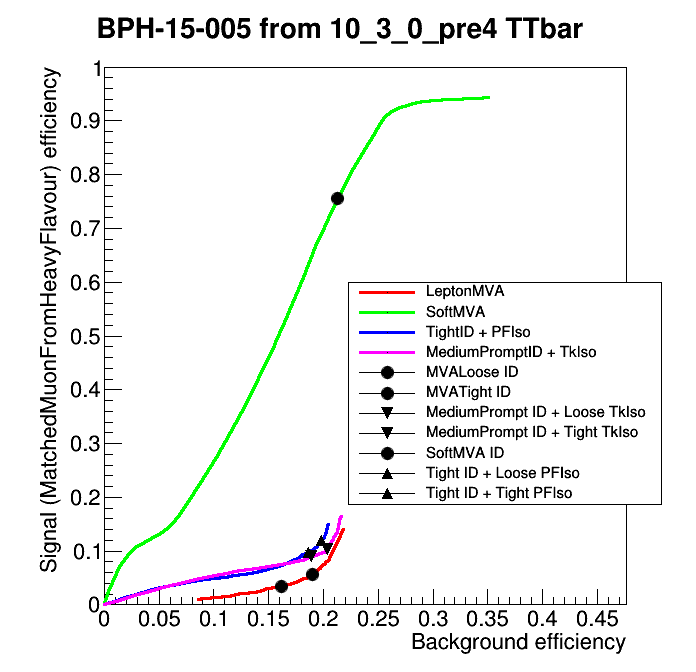 BPH-15-005 from 10_3_0_pre4 TTbar
Signal (MatchedMuonFromHeavyFlavour) efficiency
1
0.9
0.8
0.7
0.6
0.5
0.4
0.3
0.2
0.1
0
LeptonMVA
SoftMVA
TightID + PFIso
MediumPromptID + TkIso
MVALoose ID
MVATight ID
MediumPrompt ID + Loose TkIso
MediumPrompt ID + Tight TkIso
SoftMVA ID
Tight ID + Loose PFIso
Tight ID + Tight PFIso
0 0.05 0.1 0.15 0.2 0.25 0.3 0.35 0.4 0.45
Background efficiency